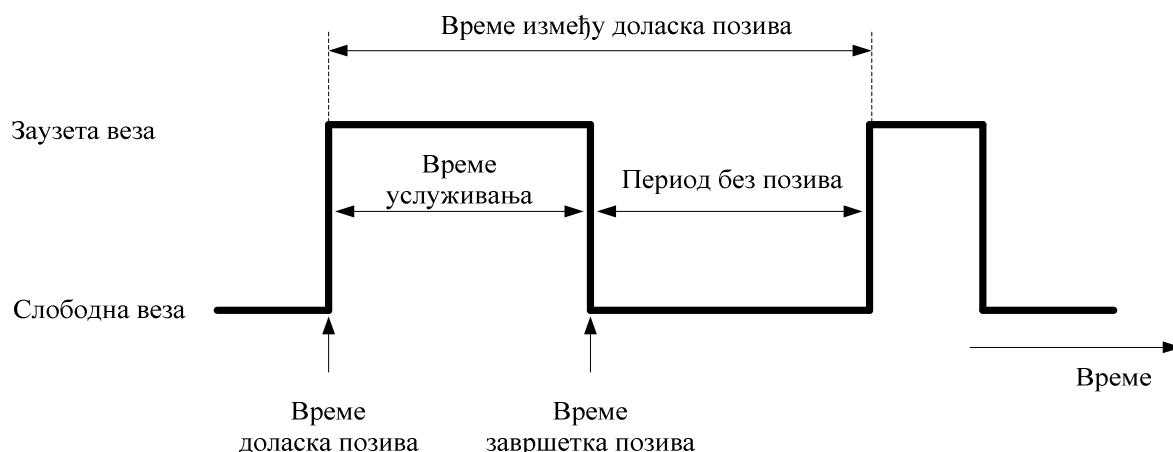 Време између доласка позива
Заузета веза
Време
услуживања
Период без позива
Слободна веза
Време
Време
доласка позива
Време
завршетка позива